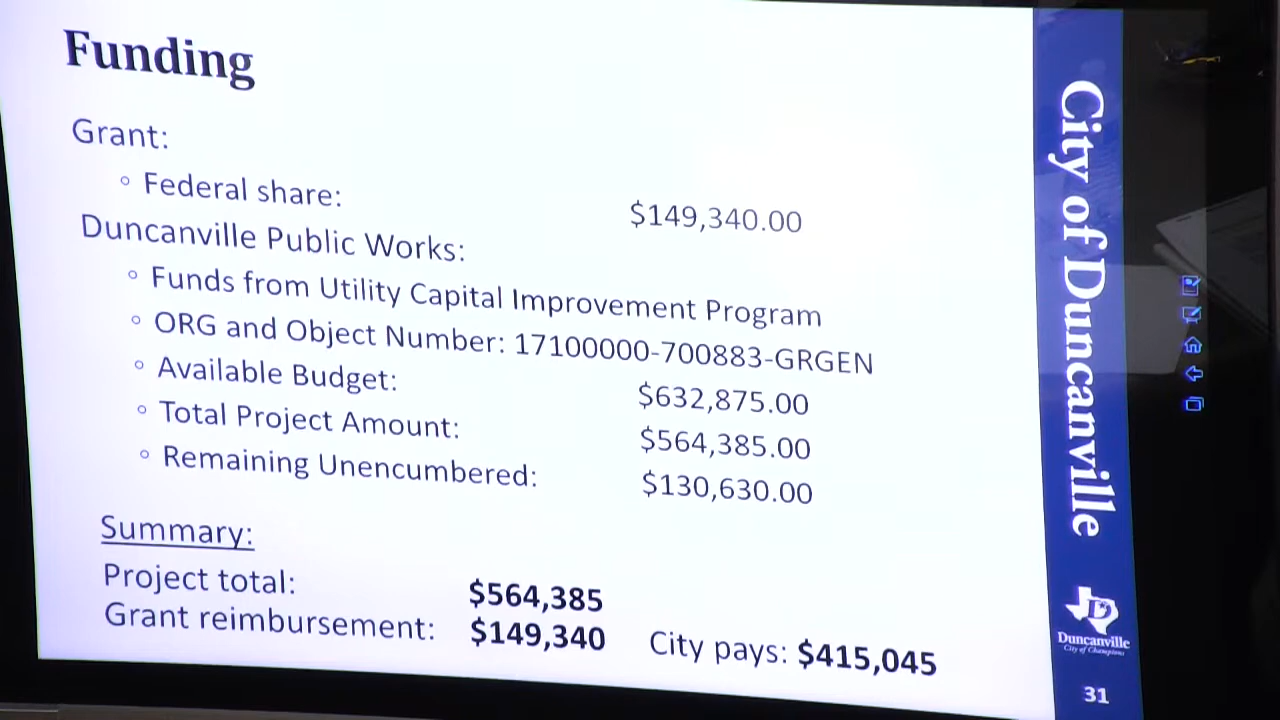 Funding
Grant:
◦ Federal share: $149,340.00
Duncanville Public Works:
◦ Funds from Utility Capital Improvement Program
◦ ORG and Object Number: 17100000-700883-GRGEN
◦ Available Budget: $632,875.00
◦ Total Project Amount: $564,385.00
◦ Remaining Unencumbered: $130,630.00
Summary:
Project total: $564,385
Grant reimbursement: $149,340 City pays: $415,045
City of Duncanville
D
Duncanville
City of Champions
31